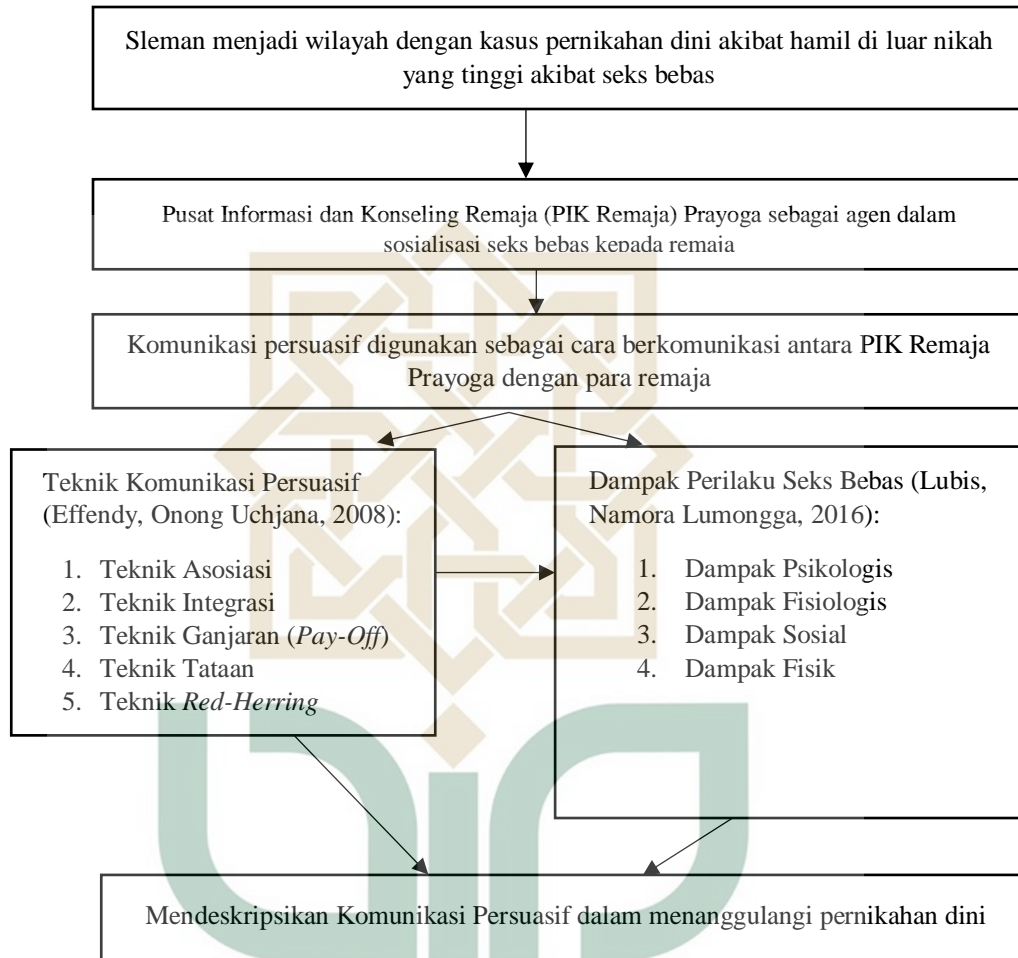 Sleman menjadi wilayah dengan kasus pernikahan dini akibat hamil di luar nikah
yang tinggi akibat seks bebas
Pusat Informasi dan Konseling Remaja (PIK Remaja) Prayoga sebagai agen dalam
sosialisasi seks bebas kepada remaja
Komunikasi persuasif digunakan sebagai cara berkomunikasi antara PIK Remaja
Prayoga dengan para remaja
Teknik Komunikasi Persuasif
(Effendy, Onong Uchjana, 2008):
1. Teknik Asosiasi
2. Teknik Integrasi
3. Teknik Ganjaran (Pay-Off)
4. Teknik Tataan
5. Teknik Red-Herring
Dampak Perilaku Seks Bebas (Lubis,
Namora Lumongga, 2016):
1. Dampak Psikologis
2. Dampak Fisiologis
3. Dampak Sosial
4. Dampak Fisik
Mendeskripsikan Komunikasi Persuasif dalam menanggulangi pernikahan dini